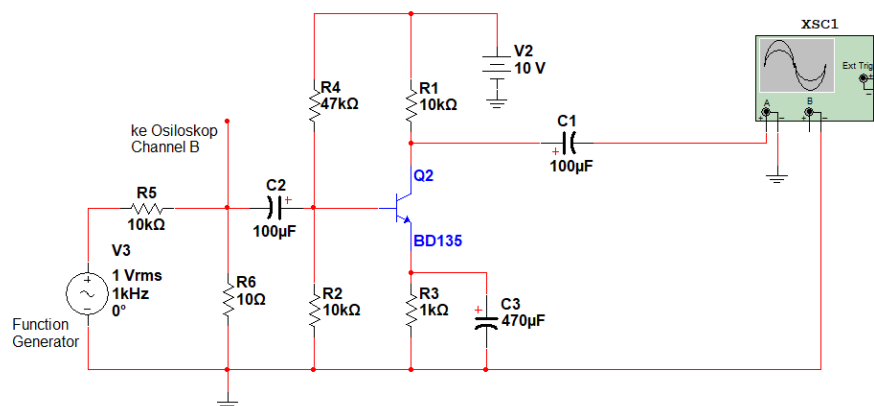 XSC1
Ext Trig
+
−
A
B
+
−
+
−
V2
10 V
R4
47kΩ
R1
10kΩ
ke Osiloskop
Channel B
C1
+
100µF
Q2
BD135
R5
10kΩ
C2
+
100µF
V3
1 Vrms
1kHz
0°
+
−
Function
Generator
R6
10Ω
R2
10kΩ
R3
1kΩ
+
C3
470µF